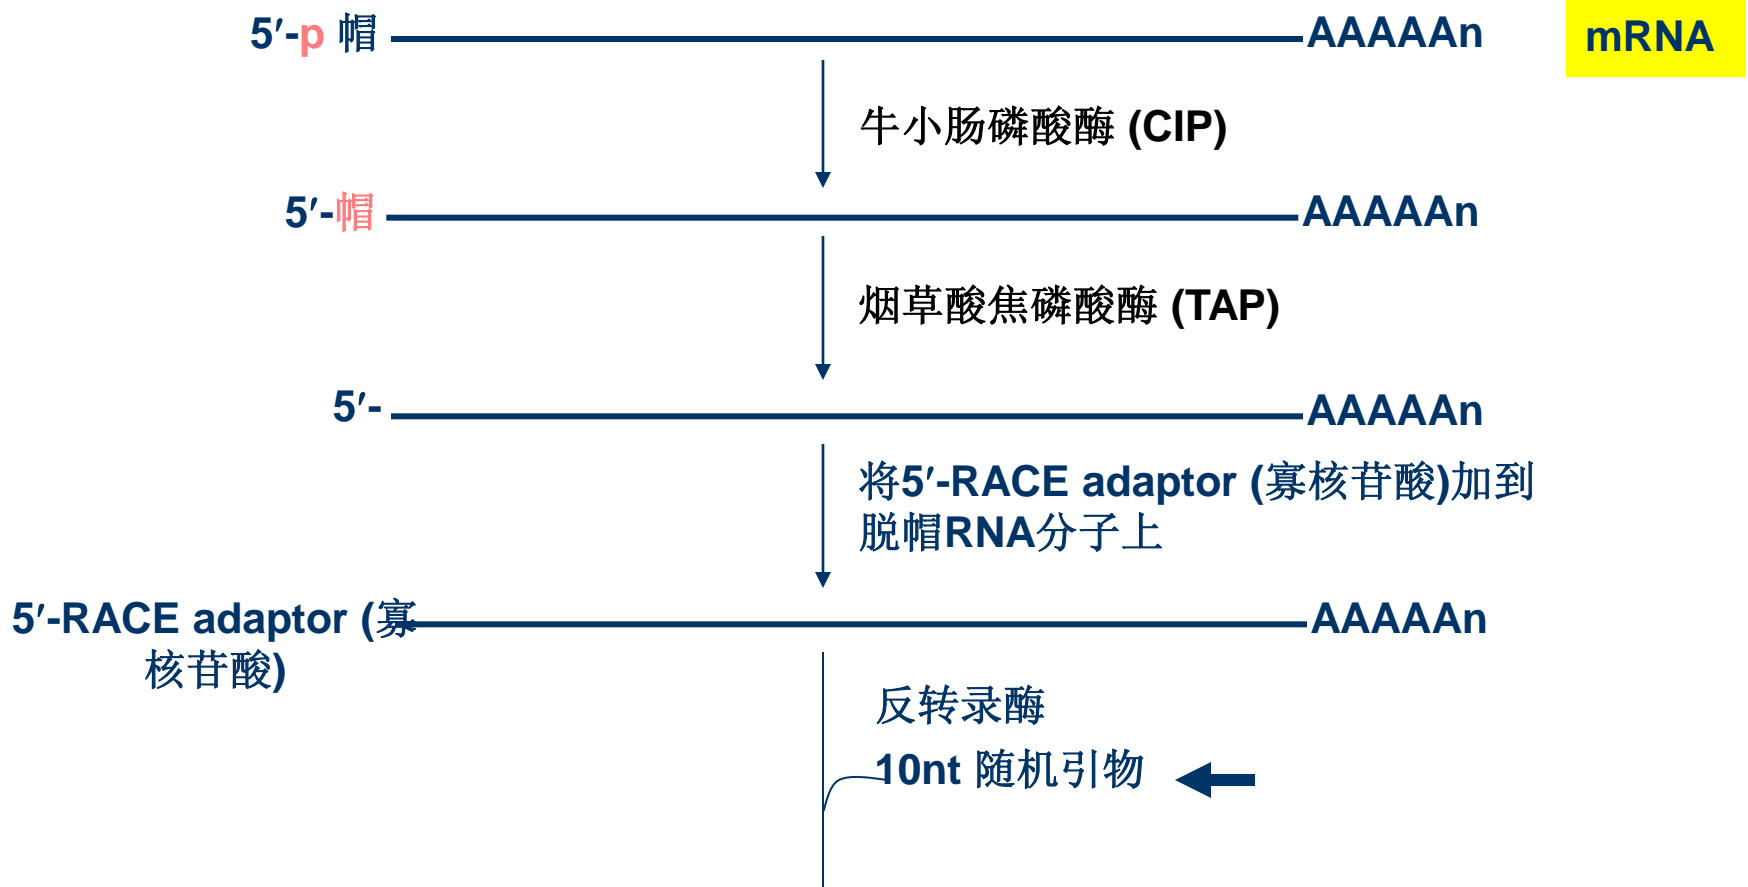 5′-p 帽
AAAAAn
mRNA
牛小肠磷酸酶 (CIP)
5′-帽
AAAAAn
烟草酸焦磷酸酶 (TAP)
5′-
AAAAAn
将5′-RACE adaptor (寡核苷酸)加到
脱帽RNA分子上
5′-RACE adaptor (寡
核苷酸)
AAAAAn
反转录酶
10nt 随机引物